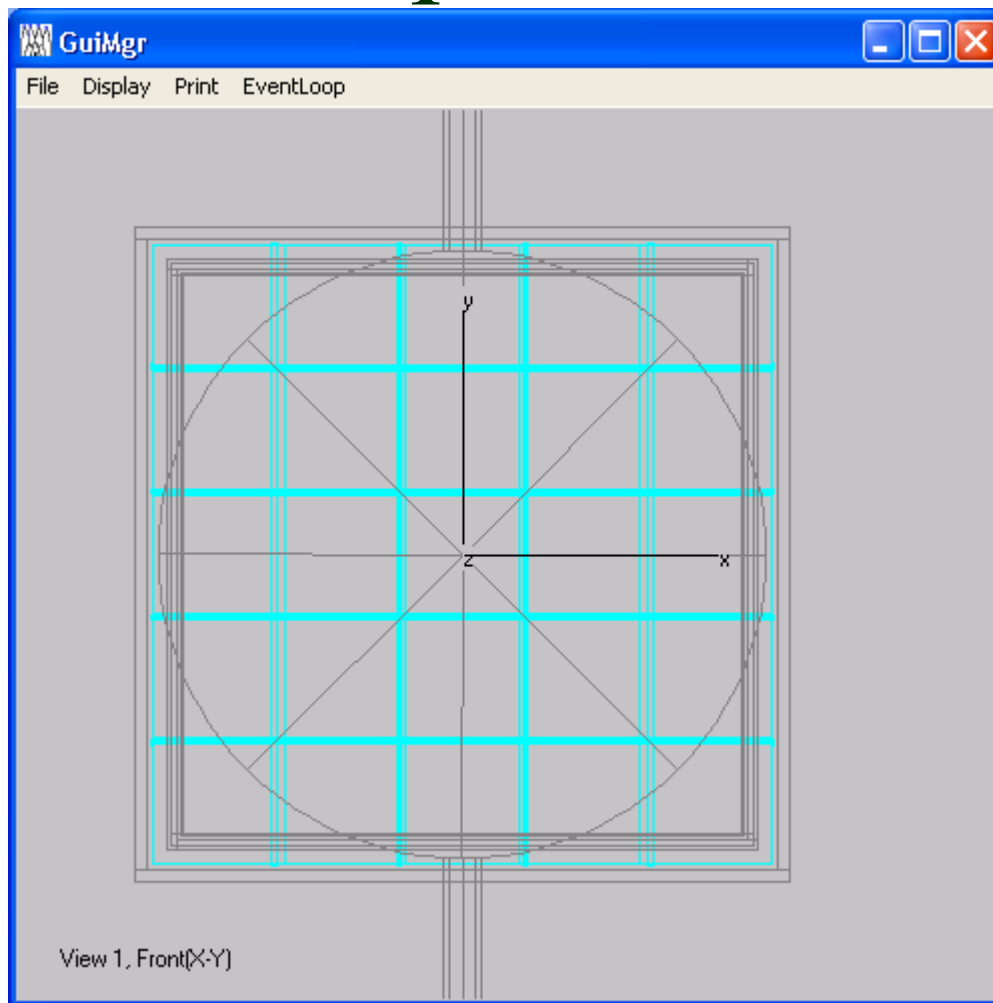 GuiMgr
File Display Print EventLoop
y
z x
View 1, Front(X-Y)